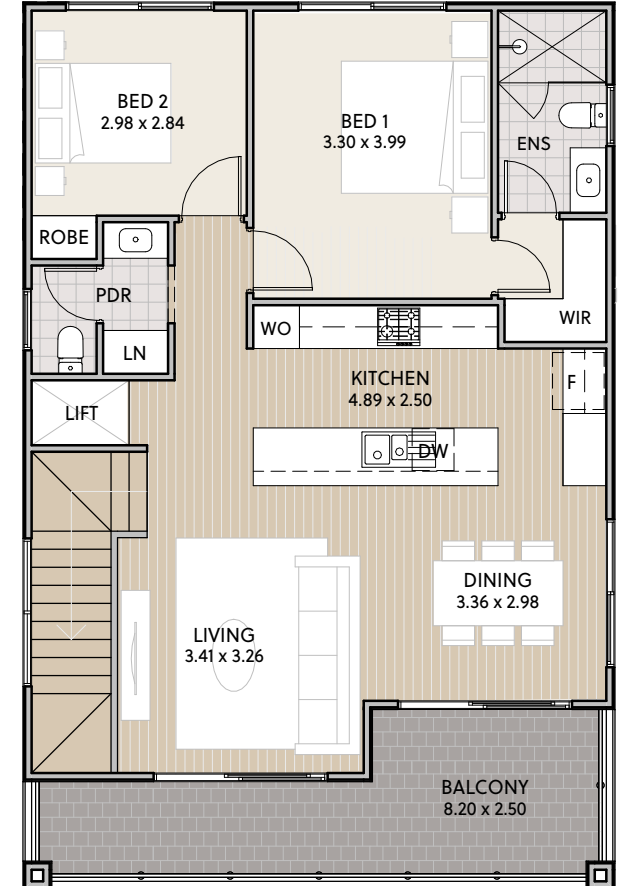 BED 2
2.98 x 2.84
BED 1
3.30 x 3.99
ENS
ROBE
PDR
LN
WIR
WO
KITCHEN
4.89 x 2.50
F
LIFT
DW
DINING
3.36 x 2.98
LIVING
3.41 x 3.26
BALCONY
8.20 x 2.50